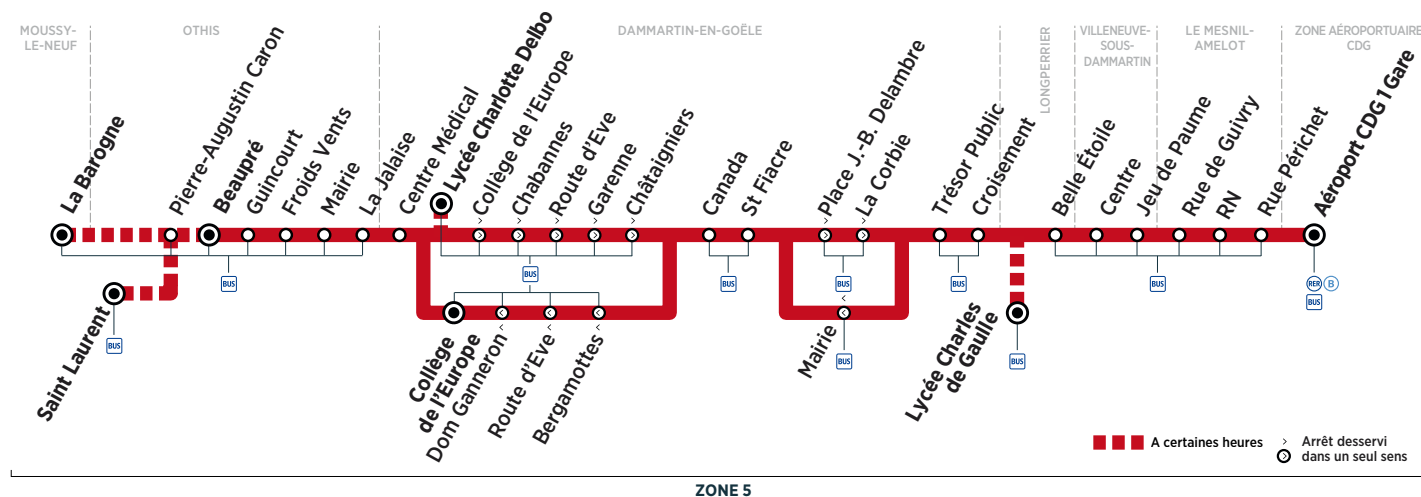 MOUSSY-
LE-NEUF
OTHIS
DAMMARTIN-EN-GOËLE
LONGPERRIER
VILLENEUVE-
SOUS-
DAMMARTIN
LE MESNIL-
AMELOT
ZONE AÉROPORTUAIRE
CDG
La Barogne
Pierre-Augustin Caron
Beaupré
Guincourt
Froids Vents
Mairie
La Jalaise
Centre Médical
Lycée Charlotte Delbo
Collège de l'Europe
Chabannes
Route d'Eve
Garenne
Châtaigniers
Canada
St Fiacre
Place J.-B. Delambre
La Corbie
Trésor Public
Croisement
Belle Étoile
Centre
Jeu de Paume
Rue de Guivry
RN
Rue Périchet
Aéroport CDG 1 Gare
BUS
BUS
BUS
BUS
BUS
BUS
RER B
BUS
BUS
Saint Laurent
Collège
de l'Europe
Dom Ganneron
Route d'Eve
Bergamottes
Mairie
BUS
Lycée Charles
de Gaulle
BUS
A certaines heures
Arrêt desservi
dans un seul sens
ZONE 5